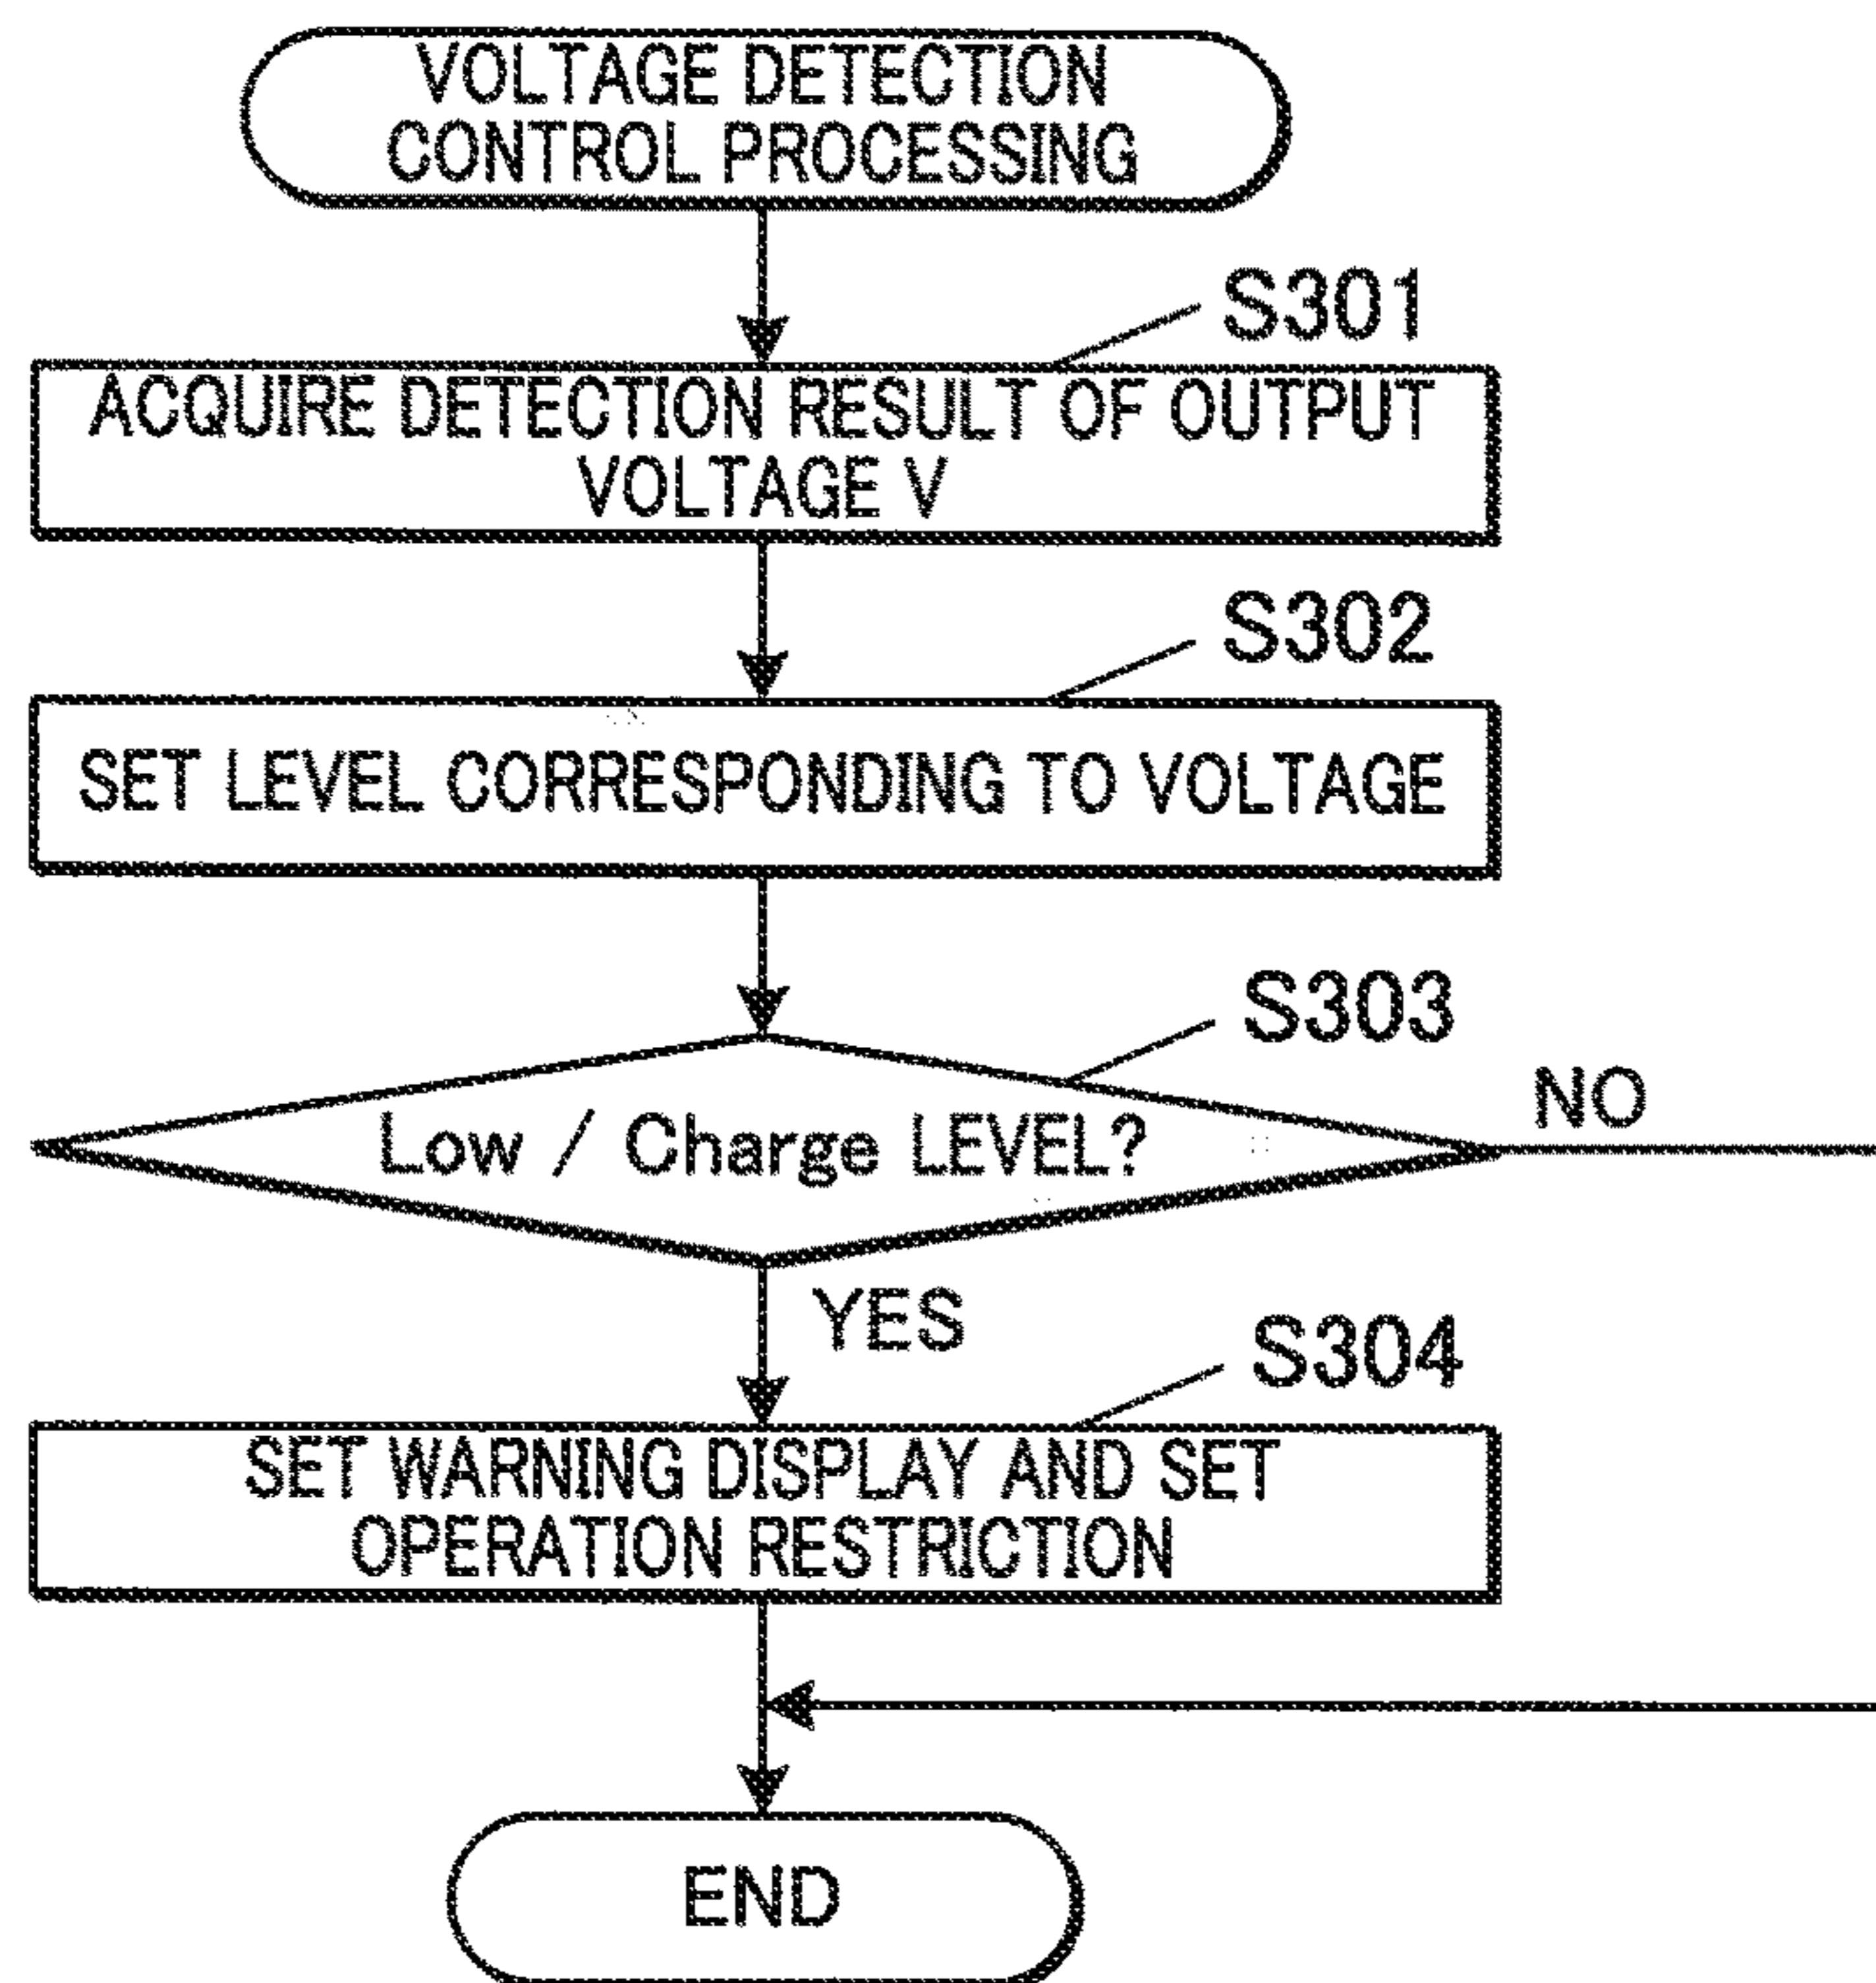 VOLTAGE DETECTION
CONTROL PROCESSING
S301
ACQUIRE DETECTION RESULT OF OUTPUT
VOLTAGE V
S302
SET LEVEL CORRESPONDING TO VOLTAGE
S303
Low / Charge LEVEL?
NO
YES
S304
SET WARNING DISPLAY AND SET
OPERATION RESTRICTION
END